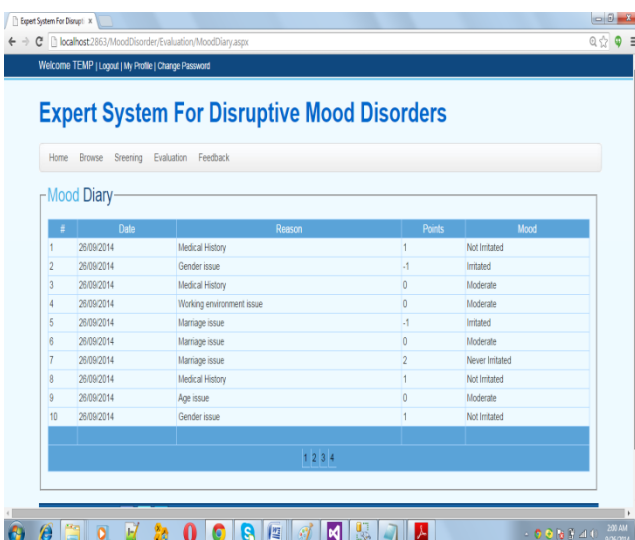 Expert System For Disrupti x
localhost:2863/MoodDisorder/Evaluation/MoodDiary.aspx
Welcome TEMP | Logout | My Profile | Change Password
Expert System For Disruptive Mood Disorders
Home Browse Sreening Evaluation Feedback
Mood Diary
# Date Reason Points Mood
1 26/09/2014 Medical History 1 Not Irritated
2 26/09/2014 Gender issue -1 Irritated
3 26/09/2014 Medical History 0 Moderate
4 26/09/2014 Working environment issue 0 Moderate
5 26/09/2014 Marriage issue -1 Irritated
6 26/09/2014 Moderate issue 0 Moderate
7 26/09/2014 Marriage issue 2 Never Irritated
8 26/09/2014 Medical History 1 Not Irritated
9 26/09/2014 Age issue 0 Moderate
10 26/09/2014 Gender issue 1 Not Irritated
1 2 3 4
2:00 AM
9/26/2014